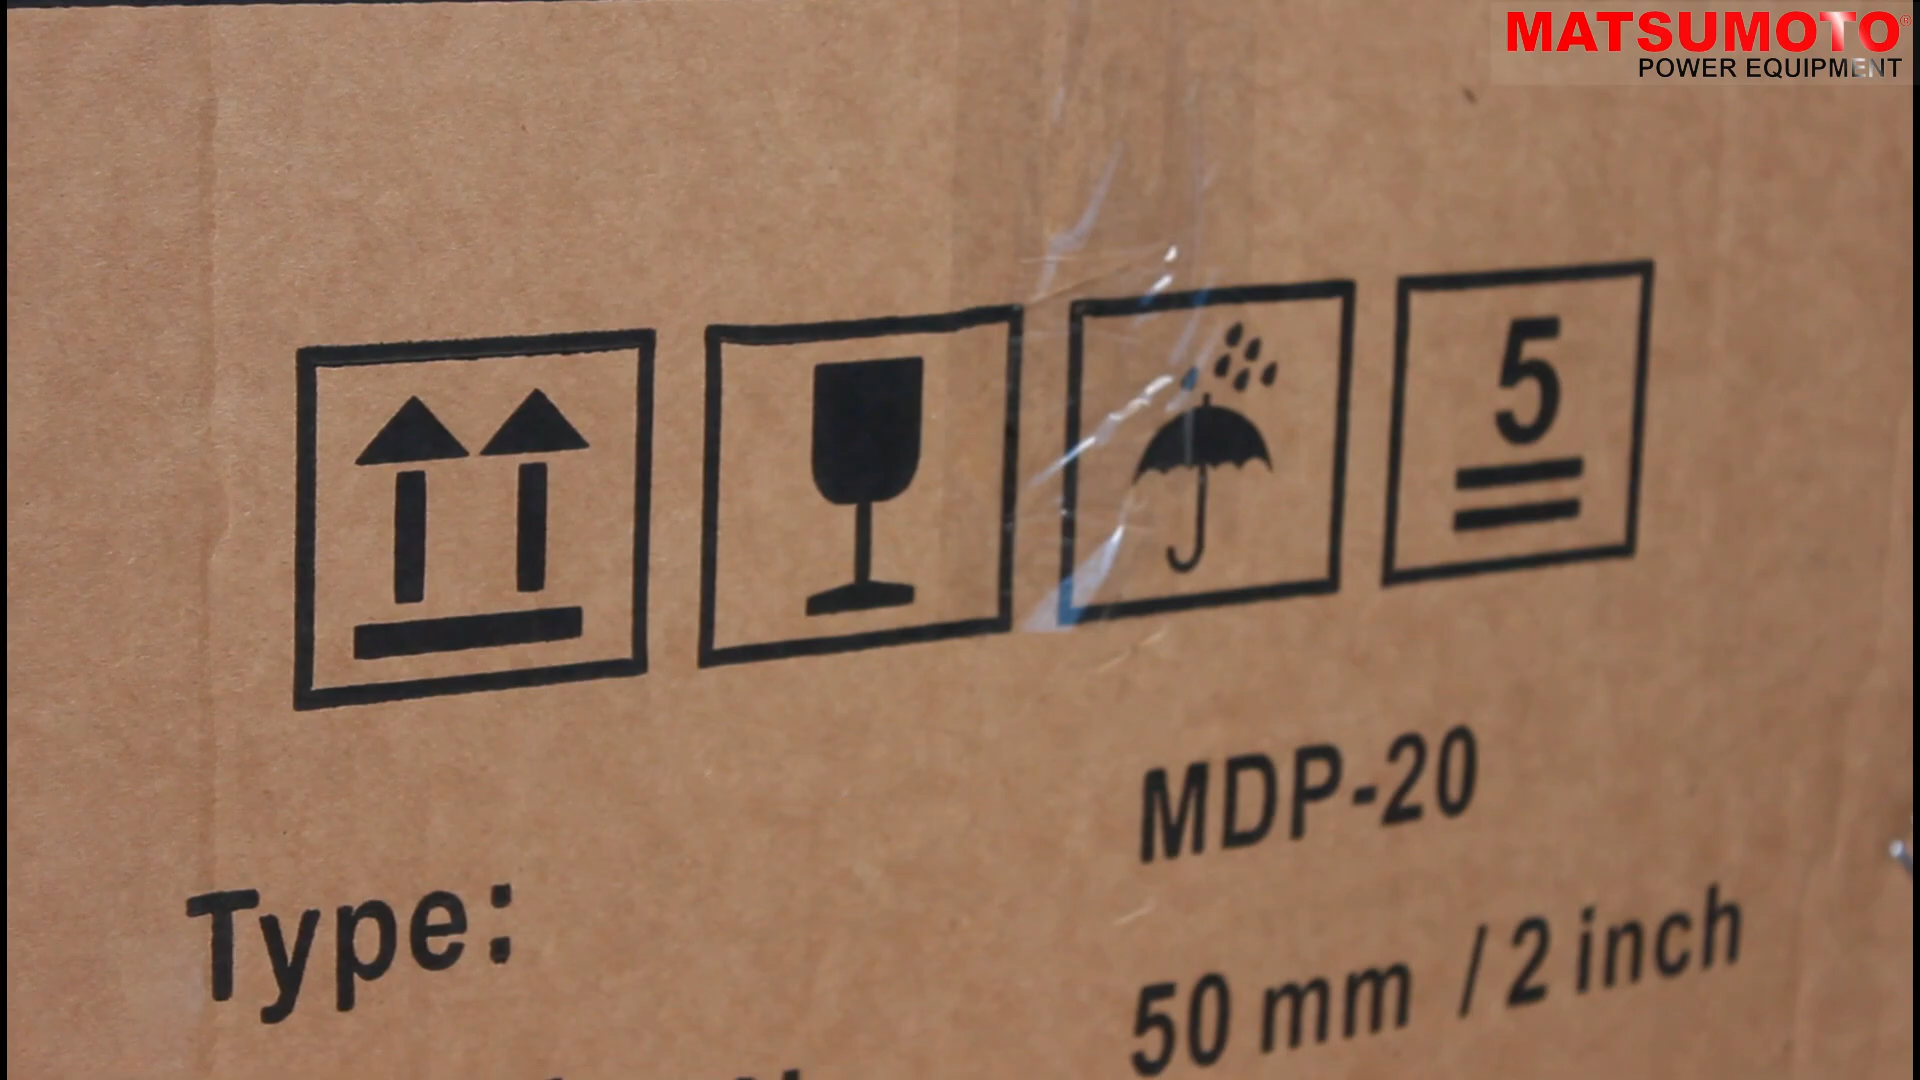 MATSUMOTO®
POWER EQUIPMENT
5
MDP-20
Type:
50 mm / 2 inch